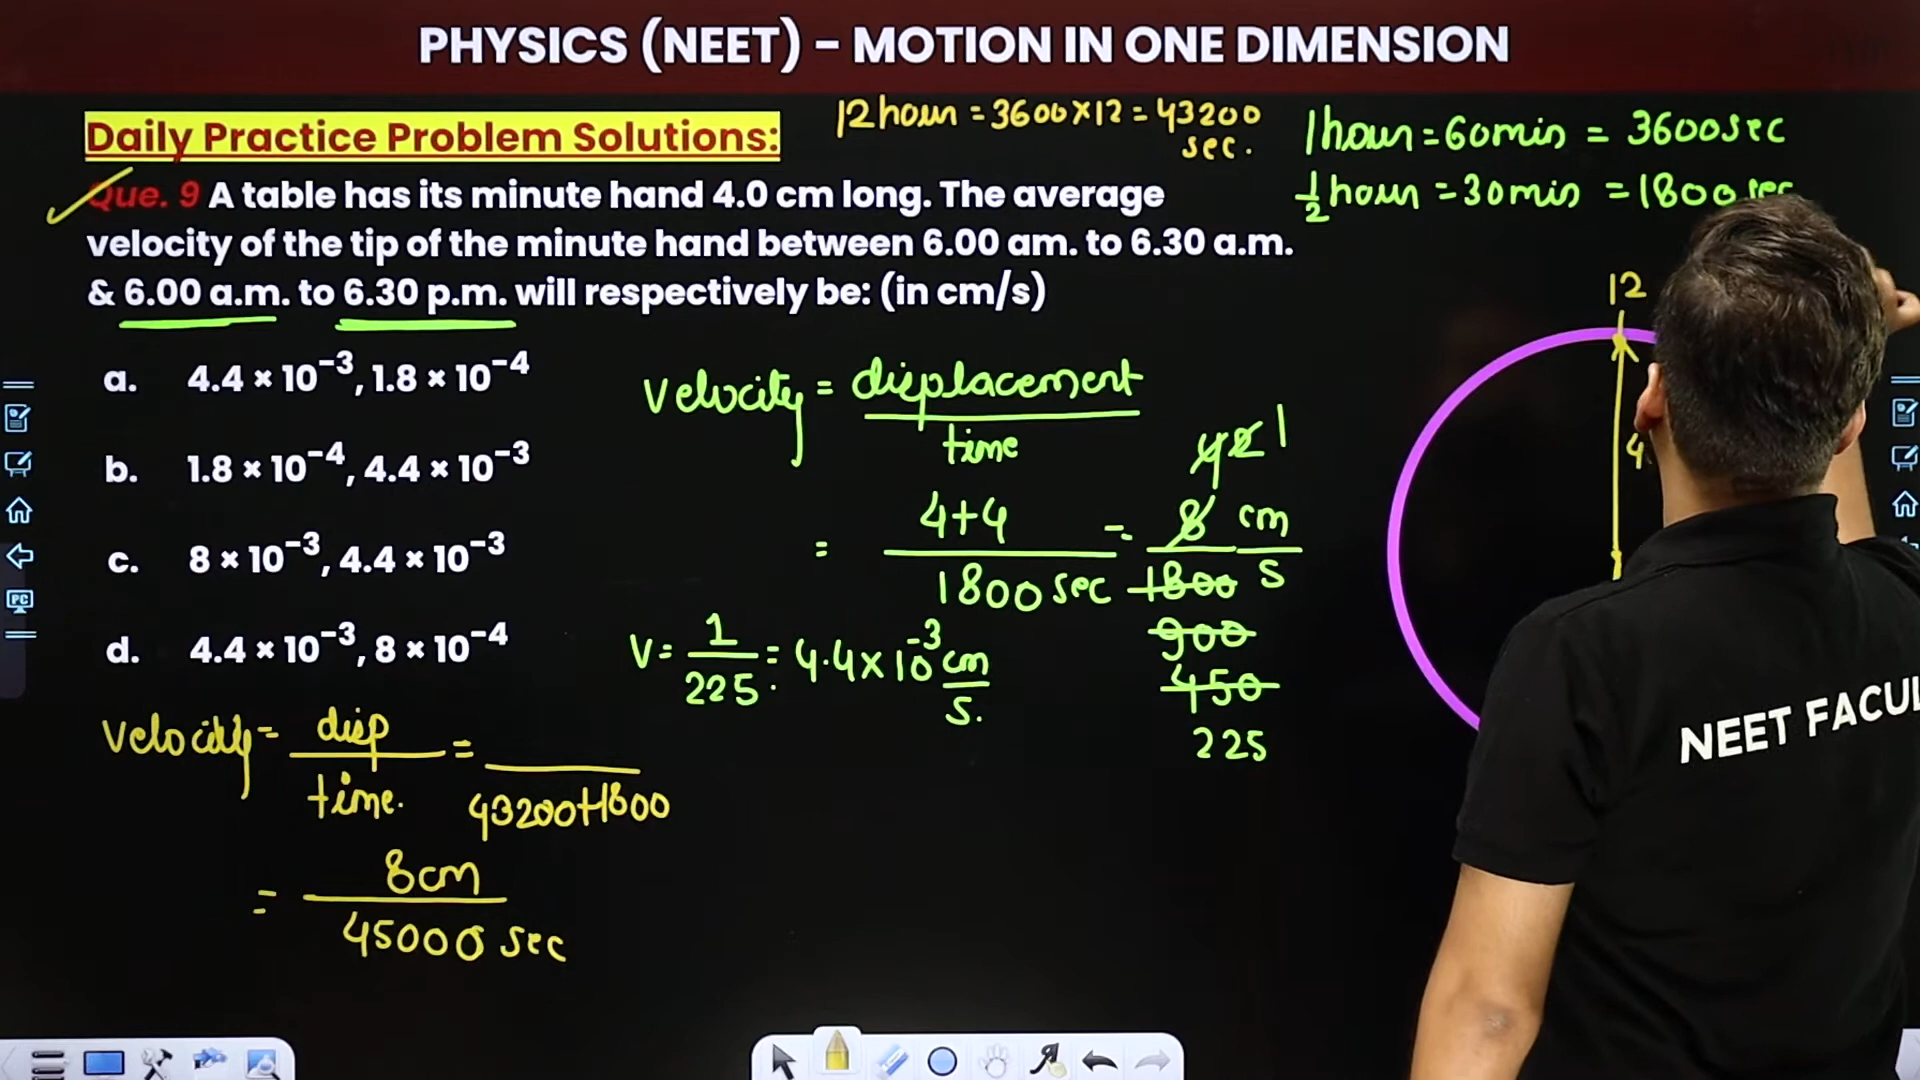 PHYSICS (NEET) - MOTION IN ONE DIMENSION
Daily Practice Problem Solutions:
12 hour = 3600×12 = 43200
sec.
1 hour = 60 min = 3600 sec
1/2 hour = 30 min = 1800 sec
Que. 9 A table has its minute hand 4.0 cm long. The average
velocity of the tip of the minute hand between 6.00 am. to 6.30 a.m.
& 6.00 a.m. to 6.30 p.m. will respectively be: (in cm/s)
a. 4.4 × 10⁻³, 1.8 × 10⁻⁴
b. 1.8 × 10⁻⁴, 4.4 × 10⁻³
c. 8 × 10⁻³, 4.4 × 10⁻³
d. 4.4 × 10⁻³, 8 × 10⁻⁴
velocity = displacement
time
4 2 1
= 4+4 = 8 cm
1800 sec 1800 s
900
450
225
V = 1/225 = 4.4 × 10⁻³ cm
s.
velocity = disp =
time. 43200+1800
= 8cm
45000 sec
12
4
PC
NEET FACUL